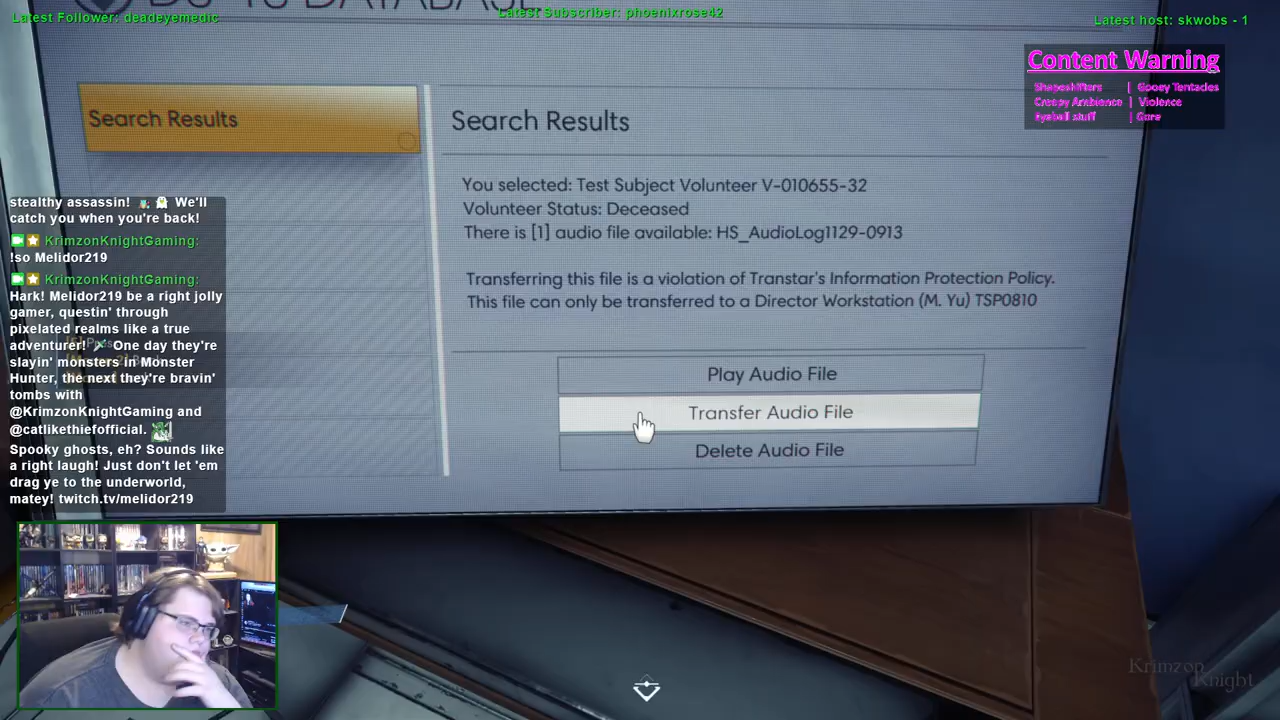 Latest Follower: deadeyemedic
Latest Subscriber: phoenixrose42
Latest host: skwobs - 1
Content Warning
Shapeshifters | Gooey Tentacles
Creepy Ambience | Violence
Eyeball stuff | Gore
Search Results
Search Results
You selected: Test Subject Volunteer V-010655-32
Volunteer Status: Deceased
There is [1] audio file available: HS_AudioLog1129-0913
Transferring this file is a violation of Transtar's Information Protection Policy.
This file can only be transferred to a Director Workstation (M. Yu) TSP0810
Play Audio File
Transfer Audio File
Delete Audio File
stealthy assassin! We'll
catch you when you're back!
KrimzonKnightGaming:
!so Melidor219
KrimzonKnightGaming:
Hark! Melidor219 be a right jolly
gamer, questin' through
pixelated realms like a true
adventurer! One day they're
slayin' monsters in Monster
Hunter, the next they're bravin'
tombs with
@KrimzonKnightGaming and
@catlikethiefofficial.
Spooky ghosts, eh? Sounds like
a right laugh! Just don't let 'em
drag ye to the underworld,
matey! twitch.tv/melidor219
Krimzon
Knight